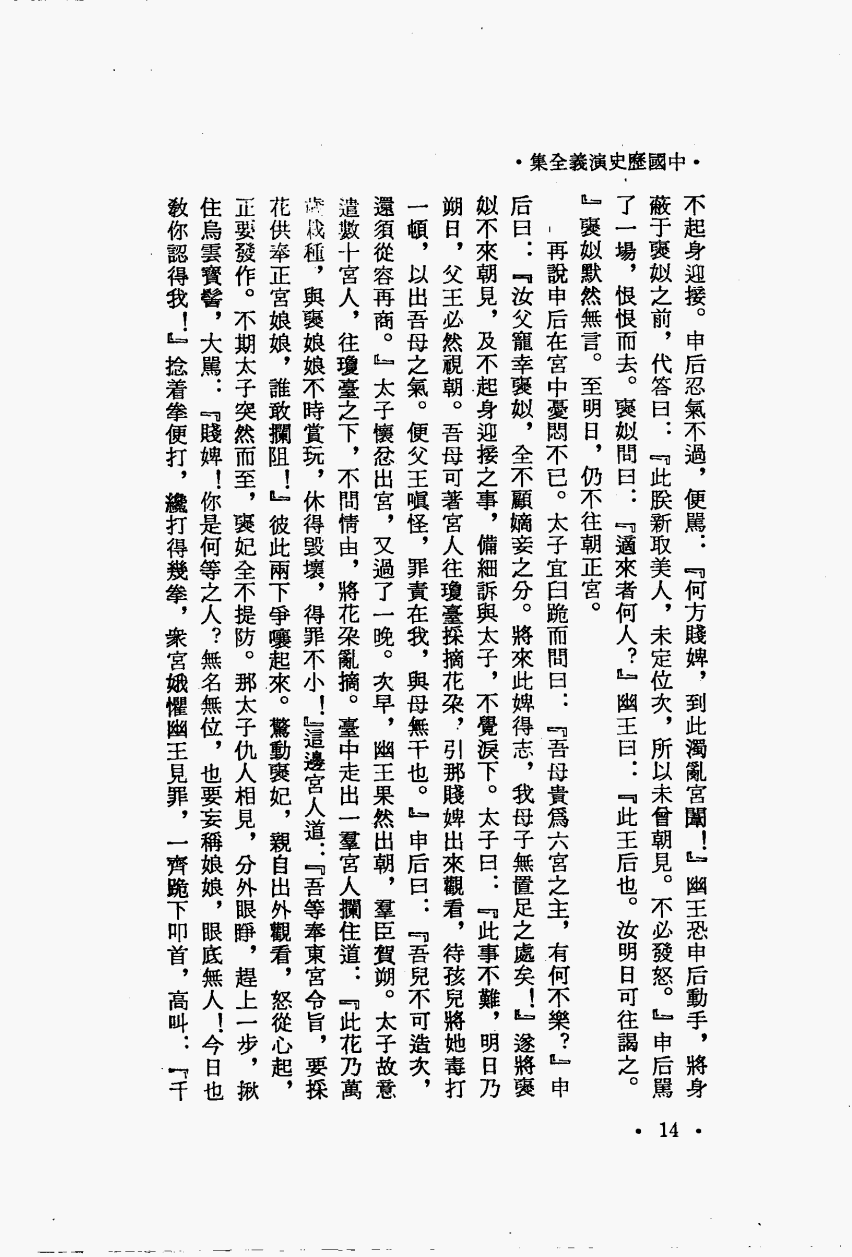 •中國歷史演義全集•
不起身迎接。申后忍氣不過，便駡：『何方賤婢，到此濁亂宮闈！』幽王恐申后動手，將身
蔽于褒姒之前，代答曰：『此朕新取美人，未定位次，所以未曾朝見。不必發怒。』申后駡
了一場，恨恨而去。褒姒問曰：『適來者何人？』幽王曰：『此王后也。汝明日可往謁之。
』褒姒默然無言。至明日，仍不往朝正宮。
再說申后在宮中憂悶不已。太子宜臼跪而問曰：『吾母貴爲六宮之主，有何不樂？』申
后曰：『汝父寵幸褒姒，全不顧嫡妾之分。將來此婢得志，我母子無置足之處矣！』遂將褒
姒不來朝見，及不起身迎接之事，備細訴與太子，不覺淚下。太子曰：『此事不難，明日乃
朔日，父王必然視朝。吾母可著宮人往瓊臺採摘花朶，引那賤婢出來觀看，待孩兒將她毒打
一頓，以出吾母之氣。便父王嗔怪，罪責在我，與母無干也。』申后曰：『吾兒不可造次，
還須從容再商。』太子懷忿出宮，又過了一晚。次早，幽王果然出朝，羣臣賀朔。太子故意
遣數十宮人，往瓊臺之下，不問情由，將花朶亂摘。臺中走出一羣宮人攔住道：『此花乃萬
歲栽種，與褒娘娘不時賞玩，休得毀壞，得罪不小！』這邊宮人道：『吾等奉東宮令旨，要採
花供奉正宮娘娘，誰敢攔阻！』彼此兩下爭嚷起來。驚動褒妃，親自出外觀看，怒從心起，
正要發作。不期太子突然而至，褒妃全不提防。那太子仇人相見，分外眼睜，趕上一步，揪
住烏雲寳髻，大駡：『賤婢！你是何等之人？無名無位，也要妄稱娘娘，眼底無人！今日也
敎你認得我！』捻着拳便打，纔打得幾拳，衆宮娥懼幽王見罪，一齊跪下叩首，高叫：『千
•14•